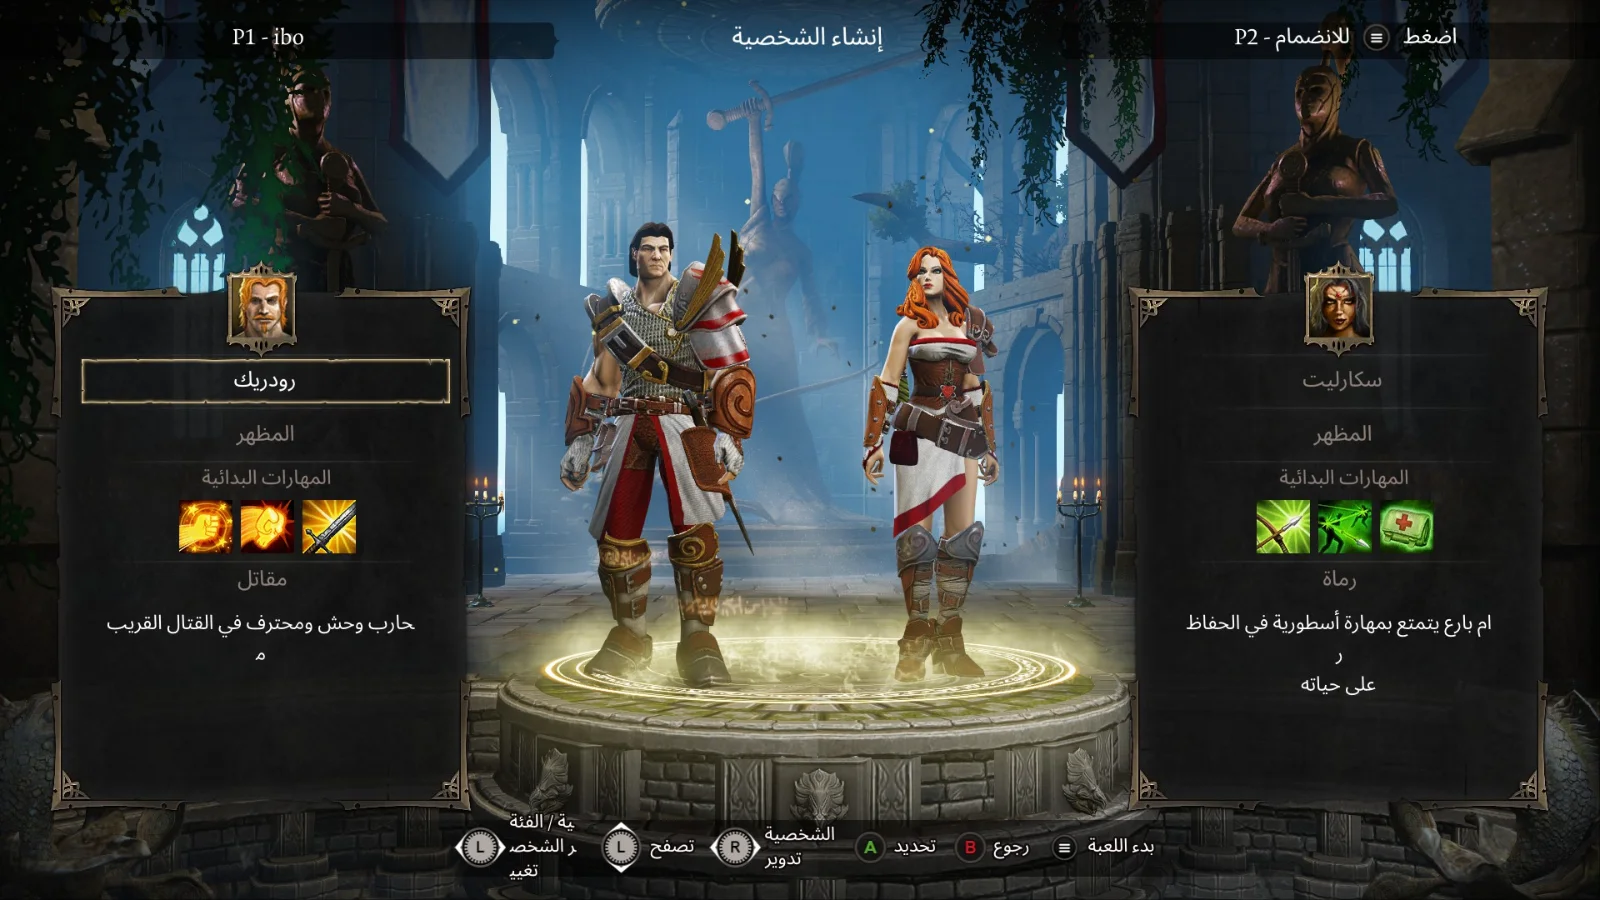 P1 - ibo
إنشاء الشخصية
اضغط للانضمام - P2
رودريك
المظهر
المهارات البدائية
مقاتل
حارب وحش ومحترف في القتال القريب
م
سكارليت
المظهر
المهارات البدائية
رماة
ام بارع يتمتع بمهارة أسطورية في الحفاظ
ر
على حياته
L
ية / الفئة
ر الشخصـ
تغيير
L تصفح
R
الشخصية
تدوير
A تحديد
B رجوع
بدء اللعبة